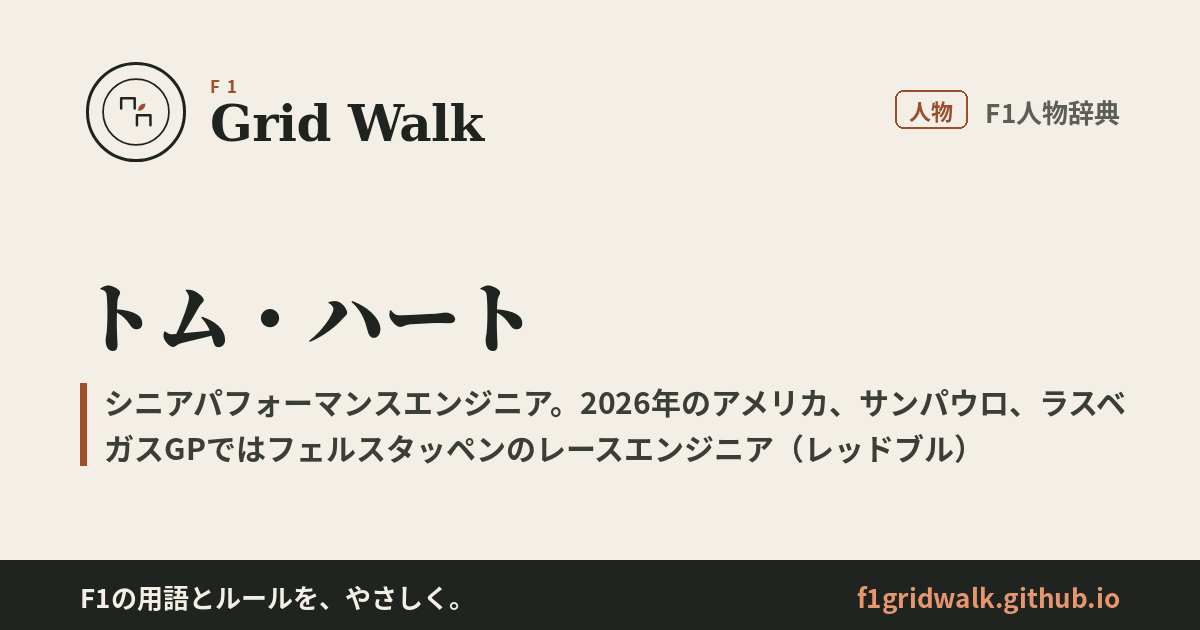 F1
Grid Walk
人物
F1人物辞典
トム・ハート
シニアパフォーマンスエンジニア。2026年のアメリカ、サンパウロ、ラスベ
ガスGPではフェルスタッペンのレースエンジニア（レッドブル）
F1の用語とルールを、やさしく。
f1gridwalk.github.io